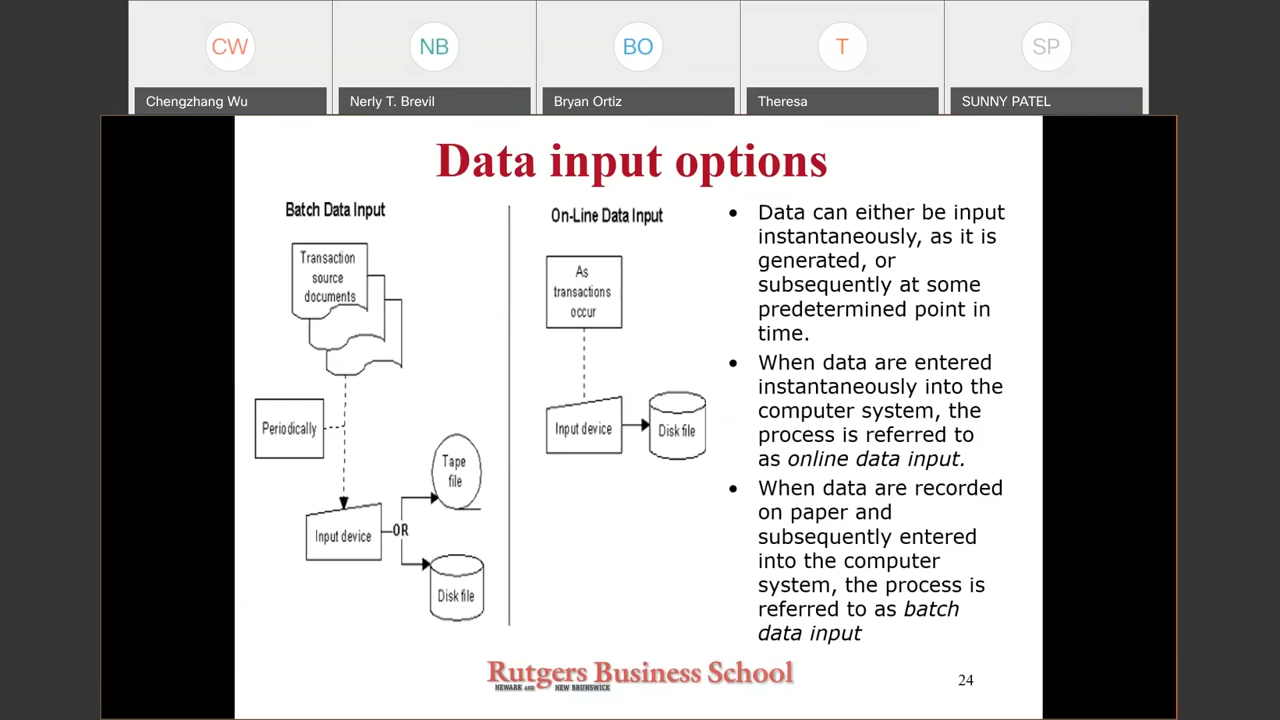 CW
NB
BO
T
SP
Chengzhang Wu
Nerly T. Brevil
Bryan Ortiz
Theresa
SUNNY PATEL
Data input options
Batch Data Input
Transaction
source
documents
Periodically
Input device
OR
Tape
file
Disk file
On-Line Data Input
As
transactions
occur
Input device
Disk file
• Data can either be input
instantaneously, as it is
generated, or
subsequently at some
predetermined point in
time.
• When data are entered
instantaneously into the
computer system, the
process is referred to
as online data input.
• When data are recorded
on paper and
subsequently entered
into the computer
system, the process is
referred to as batch
data input
Rutgers Business School
NEWARK AND NEW BRUNSWICK
24